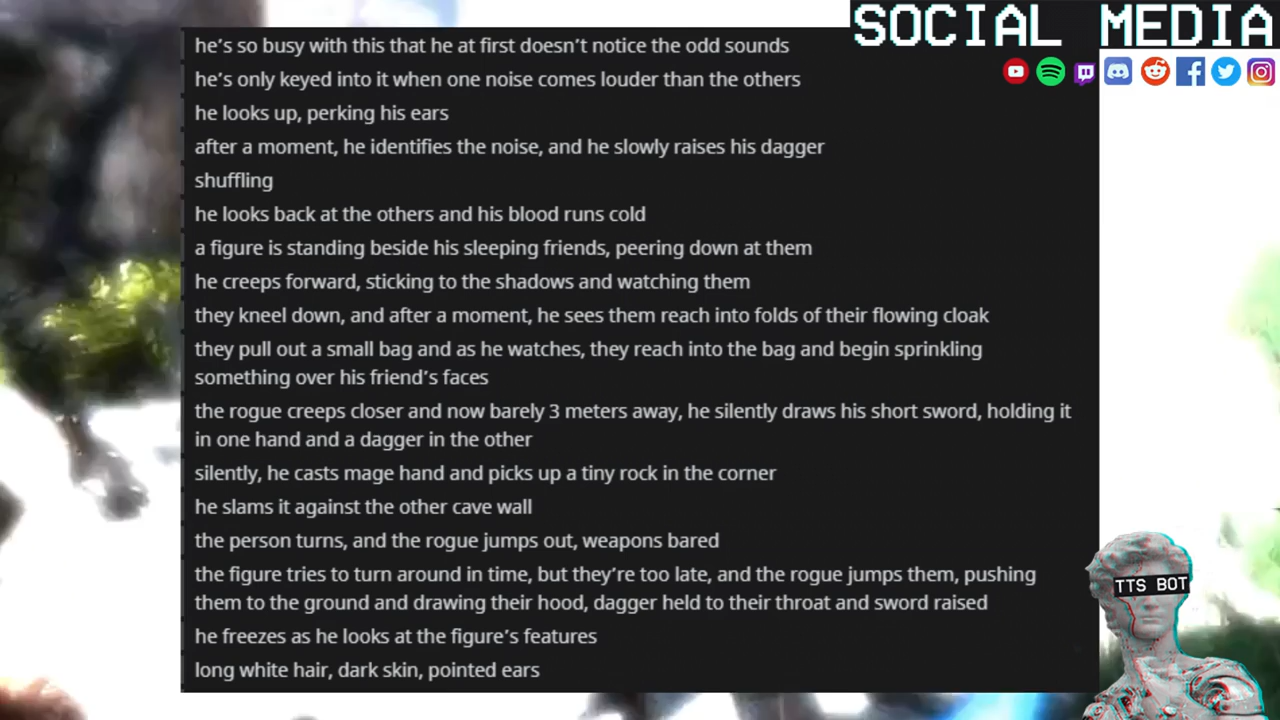 SOCIAL MEDIA
he's so busy with this that he at first doesn't notice the odd sounds
he's only keyed into it when one noise comes louder than the others
he looks up, perking his ears
after a moment, he identifies the noise, and he slowly raises his dagger
shuffling
he looks back at the others and his blood runs cold
a figure is standing beside his sleeping friends, peering down at them
he creeps forward, sticking to the shadows and watching them
they kneel down, and after a moment, he sees them reach into folds of their flowing cloak
they pull out a small bag and as he watches, they reach into the bag and begin sprinkling
something over his friend's faces
the rogue creeps closer and now barely 3 meters away, he silently draws his short sword, holding it
in one hand and a dagger in the other
silently, he casts mage hand and picks up a tiny rock in the corner
he slams it against the other cave wall
the person turns, and the rogue jumps out, weapons bared
the figure tries to turn around in time, but they're too late, and the rogue jumps them, pushing
them to the ground and drawing their hood, dagger held to their throat and sword raised
he freezes as he looks at the figure's features
long white hair, dark skin, pointed ears
TTS BOT